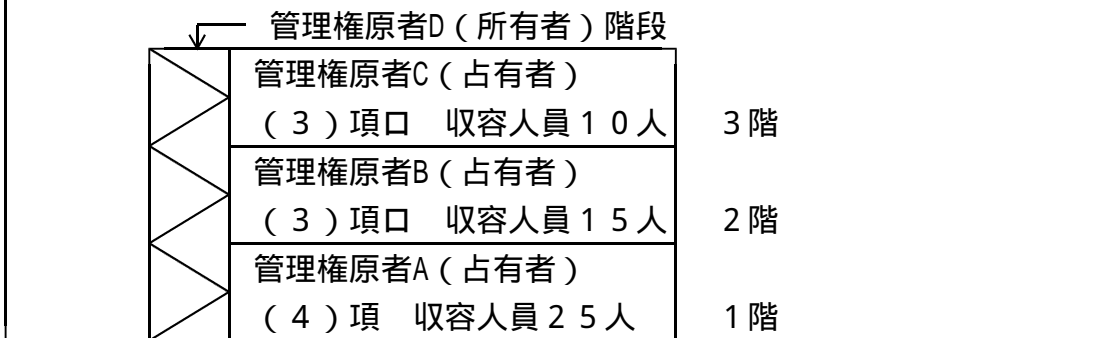 管理権原者D（所有者）階段
管理権原者C（占有者）
（３）項ロ　収容人員１０人　３階
管理権原者B（占有者）
（３）項ロ　収容人員１５人　２階
管理権原者A（占有者）
（４）項　収容人員２５人　１階